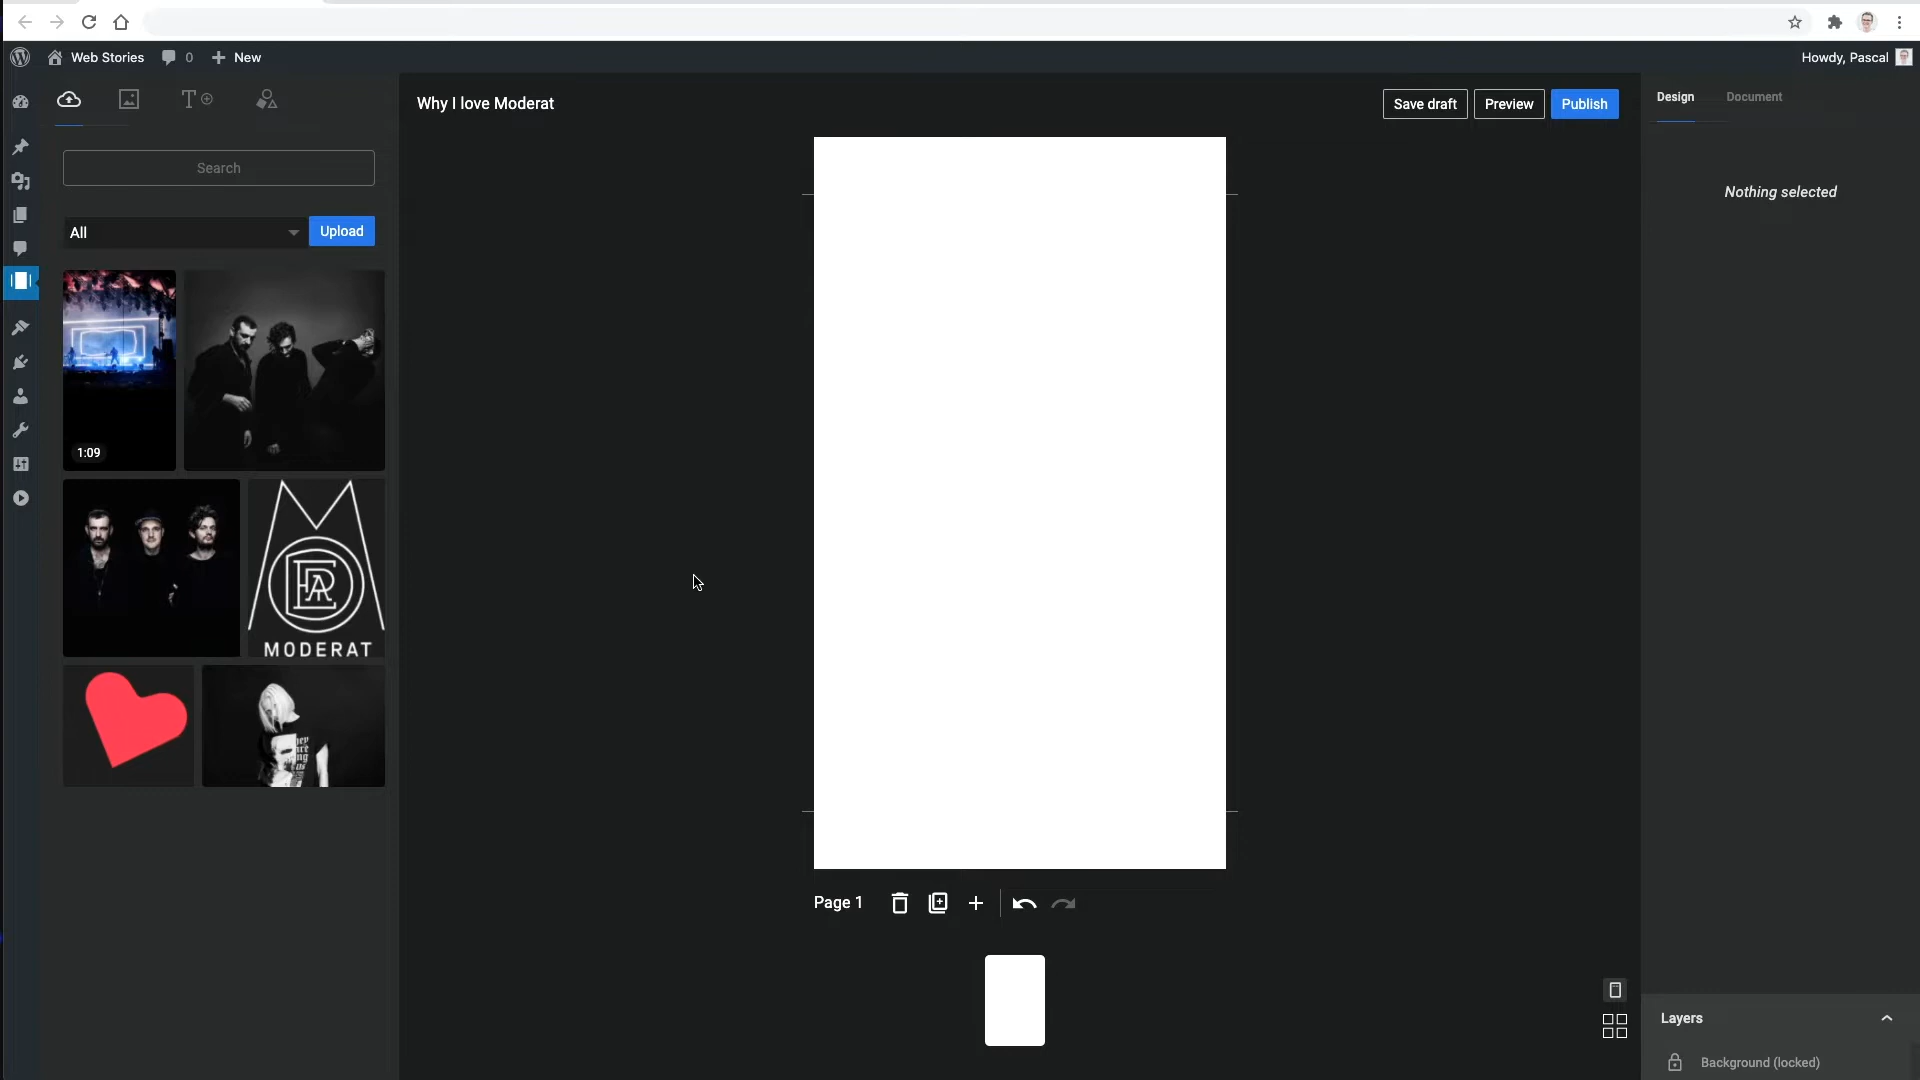 Web Stories
0
New
Howdy, Pascal
Why I love Moderat
Save draft
Preview
Publish
Design
Document
Search
Nothing selected
All
Upload
1:09
MODERAT
Page 1
Layers
Background (locked)